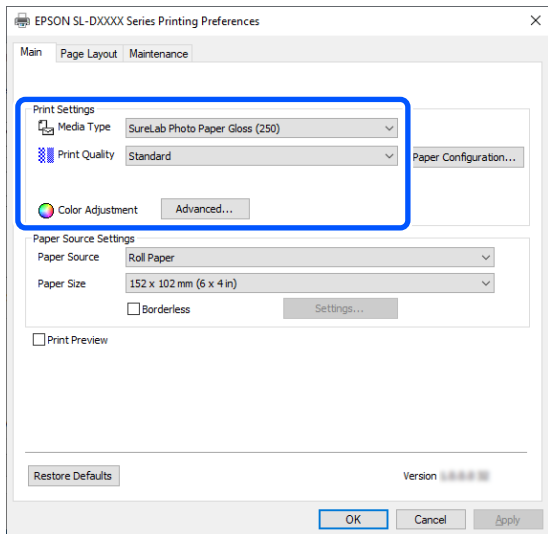 EPSON SL-DXXXX Series Printing Preferences
Main Page Layout Maintenance
Print Settings
Media Type SureLab Photo Paper Gloss (250)
Print Quality Standard Paper Configuration...
Color Adjustment Advanced...
Paper Source Settings
Paper Source Roll Paper
Paper Size 152 x 102 mm (6 x 4 in)
Borderless Settings...
Print Preview
Restore Defaults Version
OK Cancel Apply